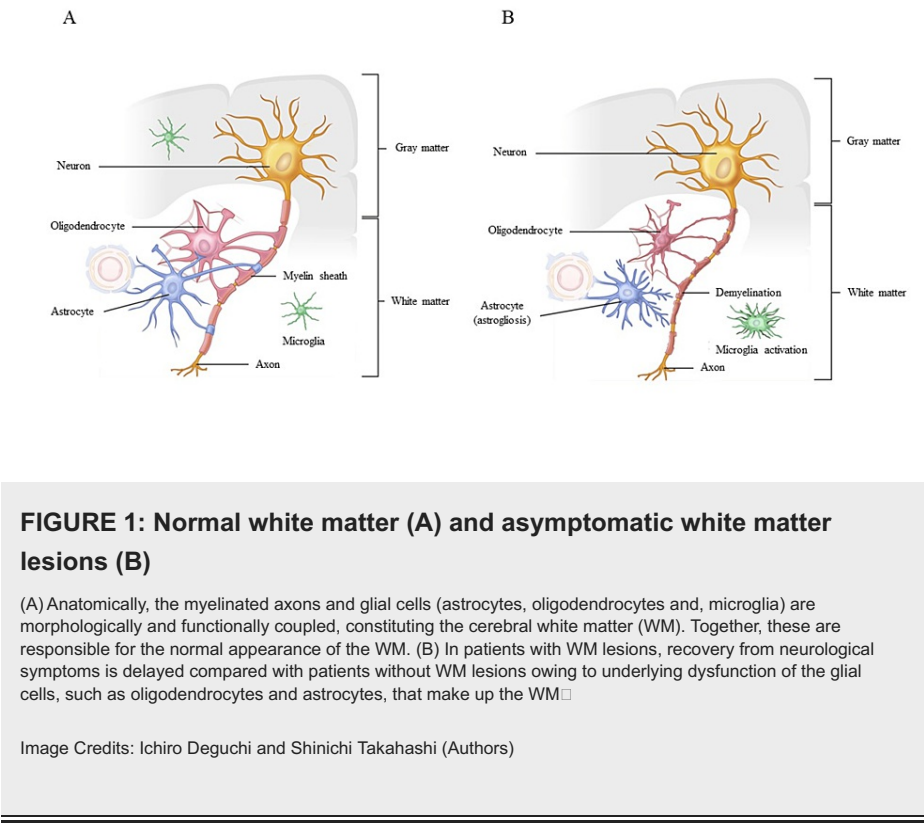 A
B
Neuron
Oligodendrocyte
Astrocyte
Myelin sheath
Microglia
Axon
Gray matter
White matter
Neuron
Oligodendrocyte
Astrocyte
(astrogliosis)
Demyelination
Microglia activation
Axon
Gray matter
White matter
FIGURE 1: Normal white matter (A) and asymptomatic white matter
lesions (B)
(A) Anatomically, the myelinated axons and glial cells (astrocytes, oligodendrocytes and, microglia) are
morphologically and functionally coupled, constituting the cerebral white matter (WM). Together, these are
responsible for the normal appearance of the WM. (B) In patients with WM lesions, recovery from neurological
symptoms is delayed compared with patients without WM lesions owing to underlying dysfunction of the glial
cells, such as oligodendrocytes and astrocytes, that make up the WM□
Image Credits: Ichiro Deguchi and Shinichi Takahashi (Authors)